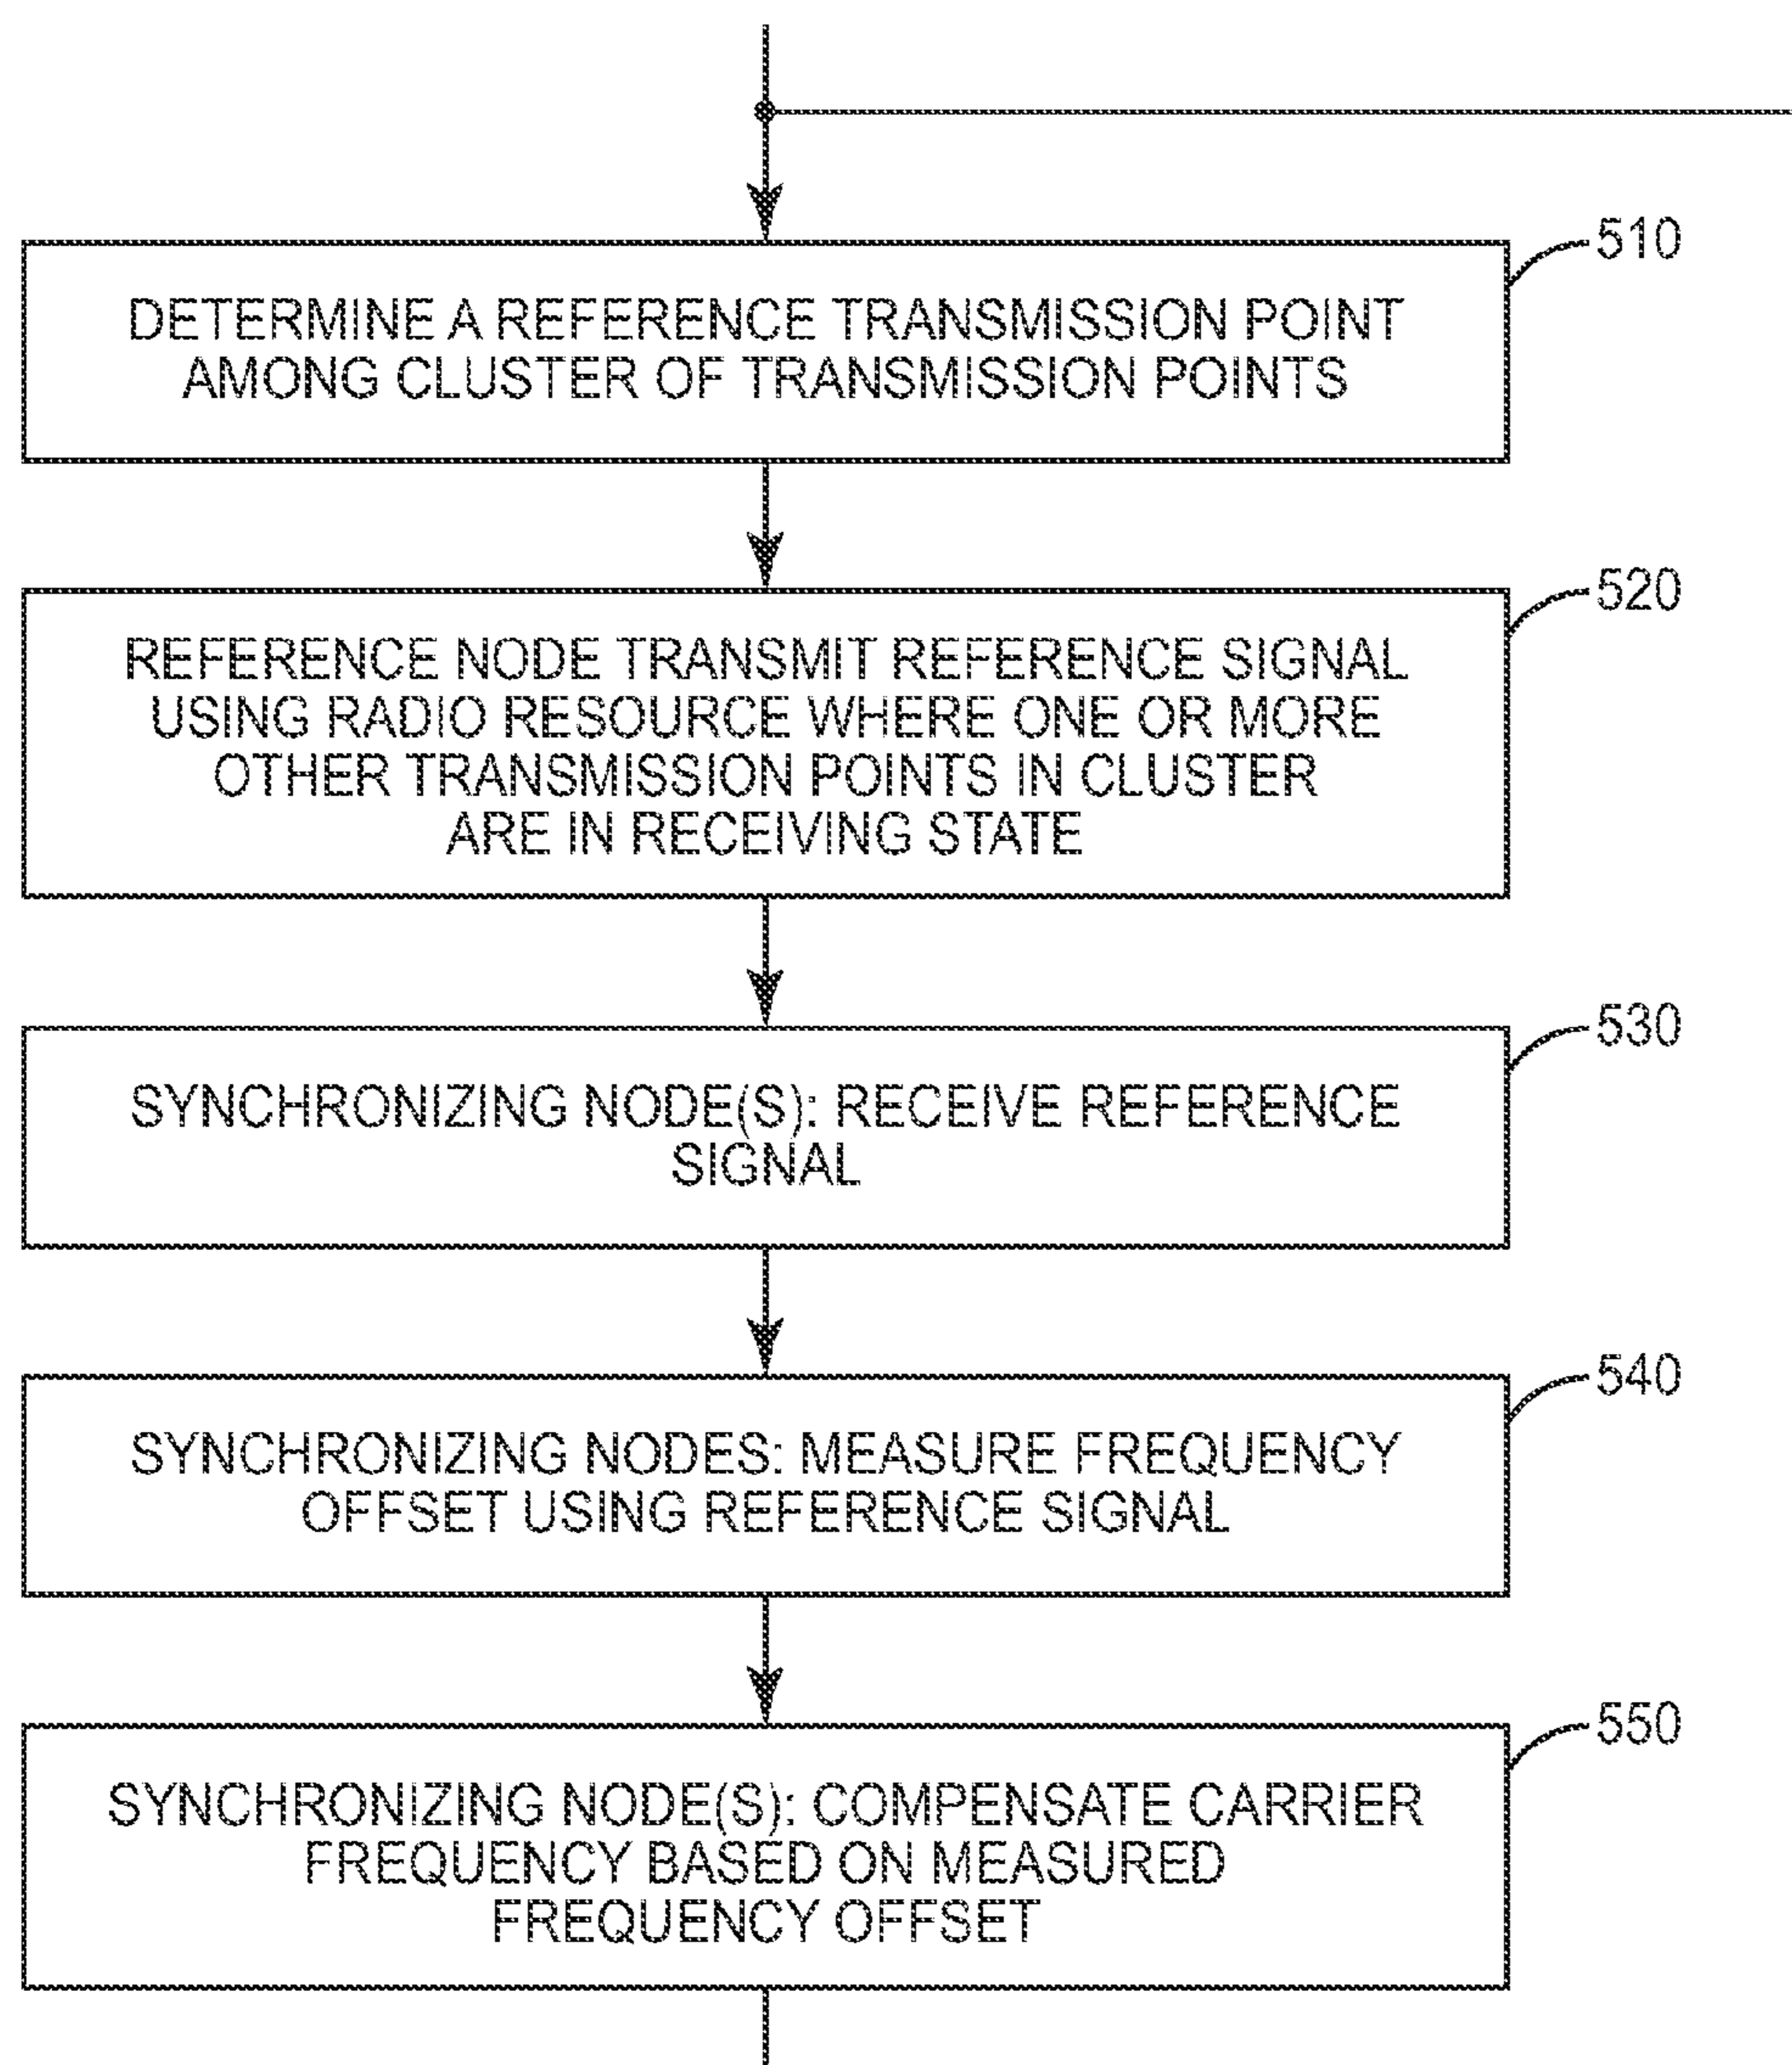 510
DETERMINE A REFERENCE TRANSMISSION POINT
AMONG CLUSTER OF TRANSMISSION POINTS
520
REFERENCE NODE TRANSMIT REFERENCE SIGNAL
USING RADIO RESOURCE WHERE ONE OR MORE
OTHER TRANSMISSION POINTS IN CLUSTER
ARE IN RECEIVING STATE
530
SYNCHRONIZING NODE(S): RECEIVE REFERENCE
SIGNAL
540
SYNCHRONIZING NODES: MEASURE FREQUENCY
OFFSET USING REFERENCE SIGNAL
550
SYNCHRONIZING NODE(S): COMPENSATE CARRIER
FREQUENCY BASED ON MEASURED
FREQUENCY OFFSET